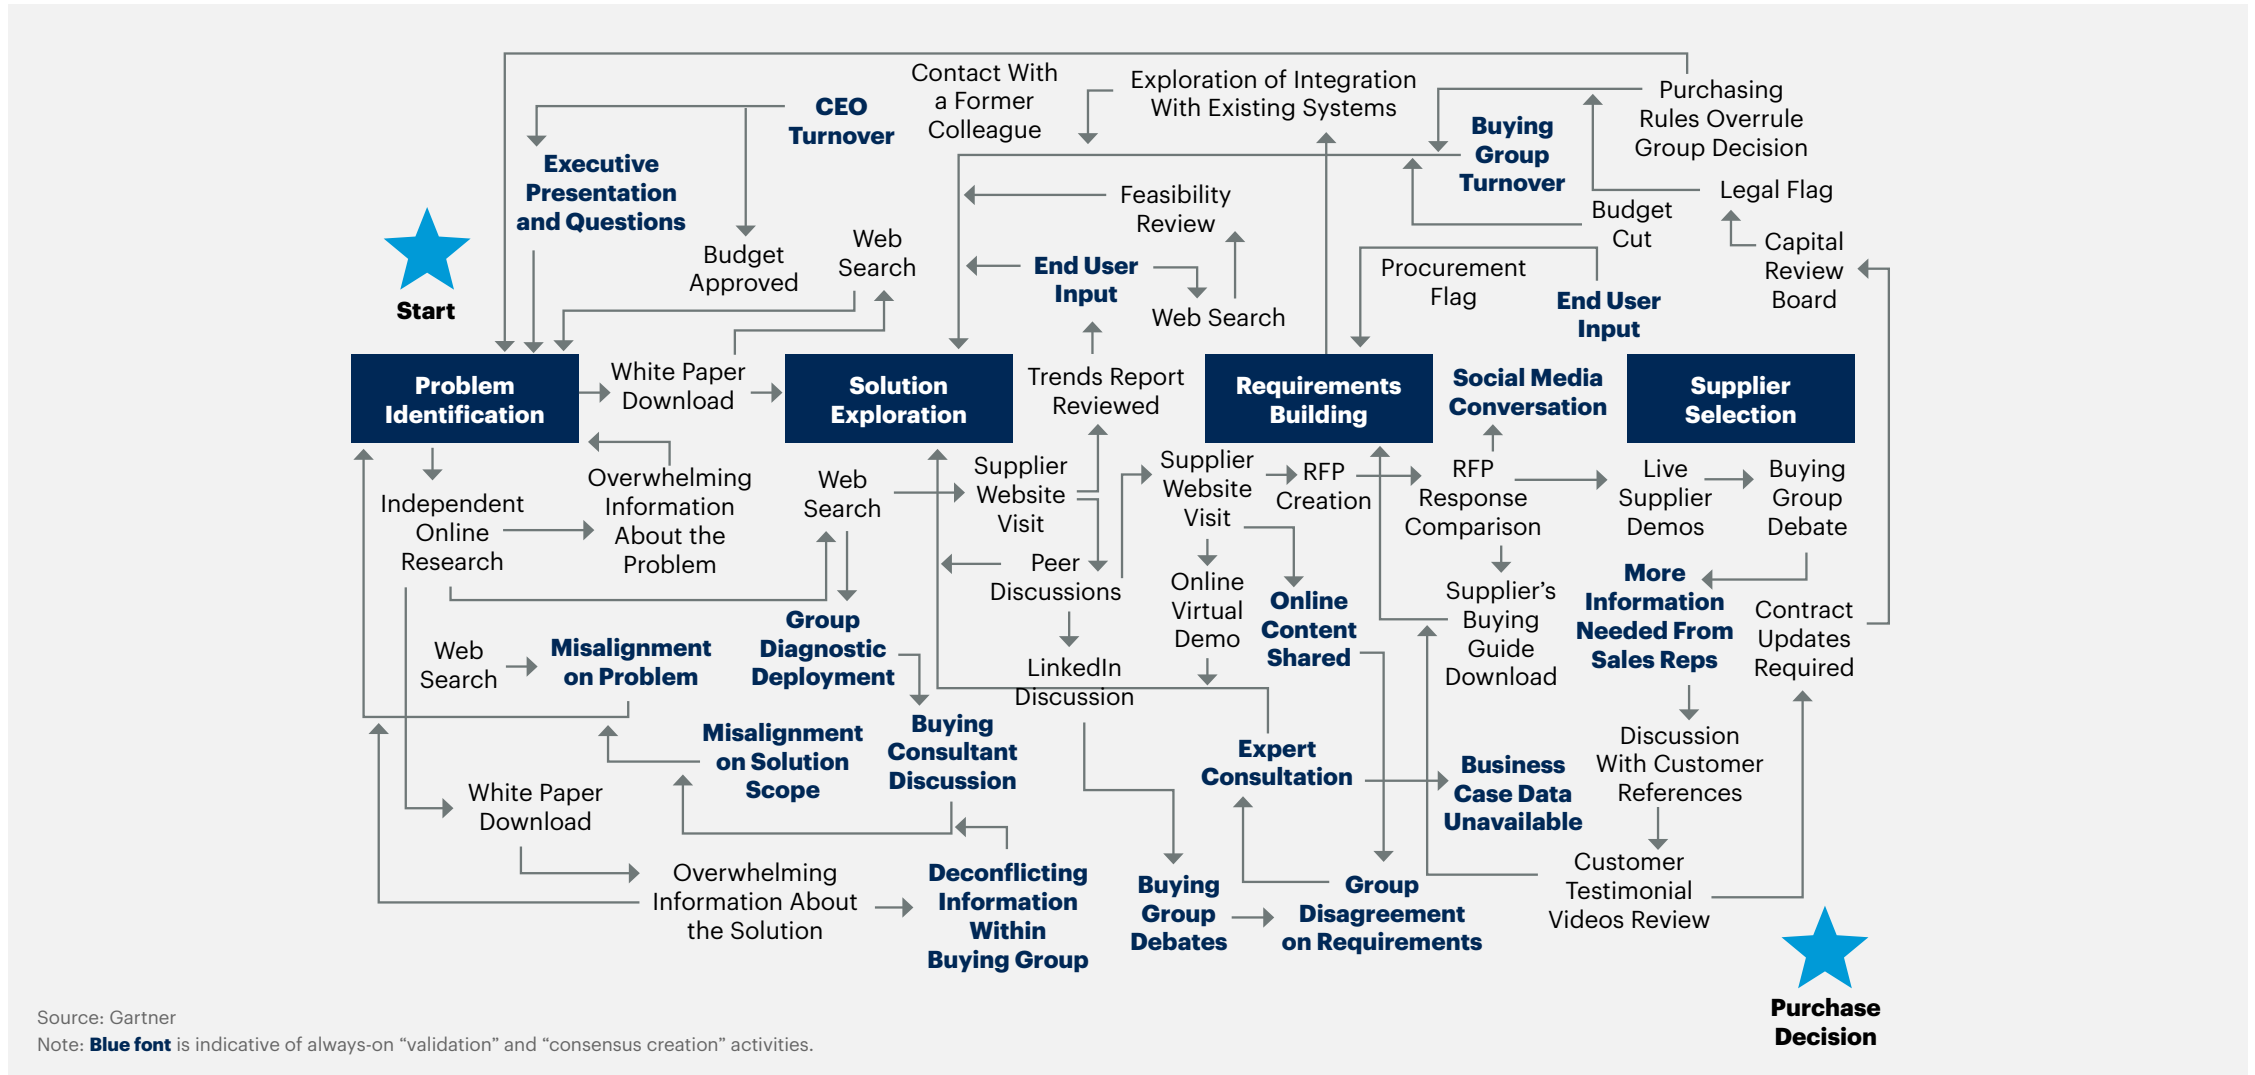 Contact With
a Former
Colleague
Exploration of Integration
With Existing Systems
Purchasing
Rules Overrule
Group Decision
CEO
Turnover
Buying
Group
Turnover
Executive
Presentation
and Questions
Feasibility
Review
Legal Flag
Budget
Cut
Start
Budget
Approved
Web
Search
End User
Input
Web Search
Procurement
Flag
End User
Input
Capital
Review
Board
Problem
Identification
White Paper
Download
Solution
Exploration
Trends Report
Reviewed
Requirements
Building
Social Media
Conversation
Supplier
Selection
Independent
Online
Research
Overwhelming
Information
About the
Problem
Web
Search
Supplier
Website
Visit
Peer
Discussions
Supplier
Website
Visit
RFP
Creation
RFP
Response
Comparison
Live
Supplier
Demos
Buying
Group
Debate
Online
Virtual
Demo
Online
Content
Shared
Supplier’s
Buying
Guide
Download
More
Information
Needed From
Sales Reps
Contract
Updates
Required
Web
Search
Misalignment
on Problem
Group
Diagnostic
Deployment
LinkedIn
Discussion
Misalignment
on Solution
Scope
Buying
Consultant
Discussion
Expert
Consultation
Business
Case Data
Unavailable
Discussion
With Customer
References
White Paper
Download
Overwhelming
Information About
the Solution
Deconflicting
Information
Within
Buying Group
Buying
Group
Debates
Group
Disagreement
on Requirements
Customer
Testimonial
Videos Review
Purchase
Decision
Source: Gartner
Note: Blue font is indicative of always-on “validation” and “consensus creation” activities.